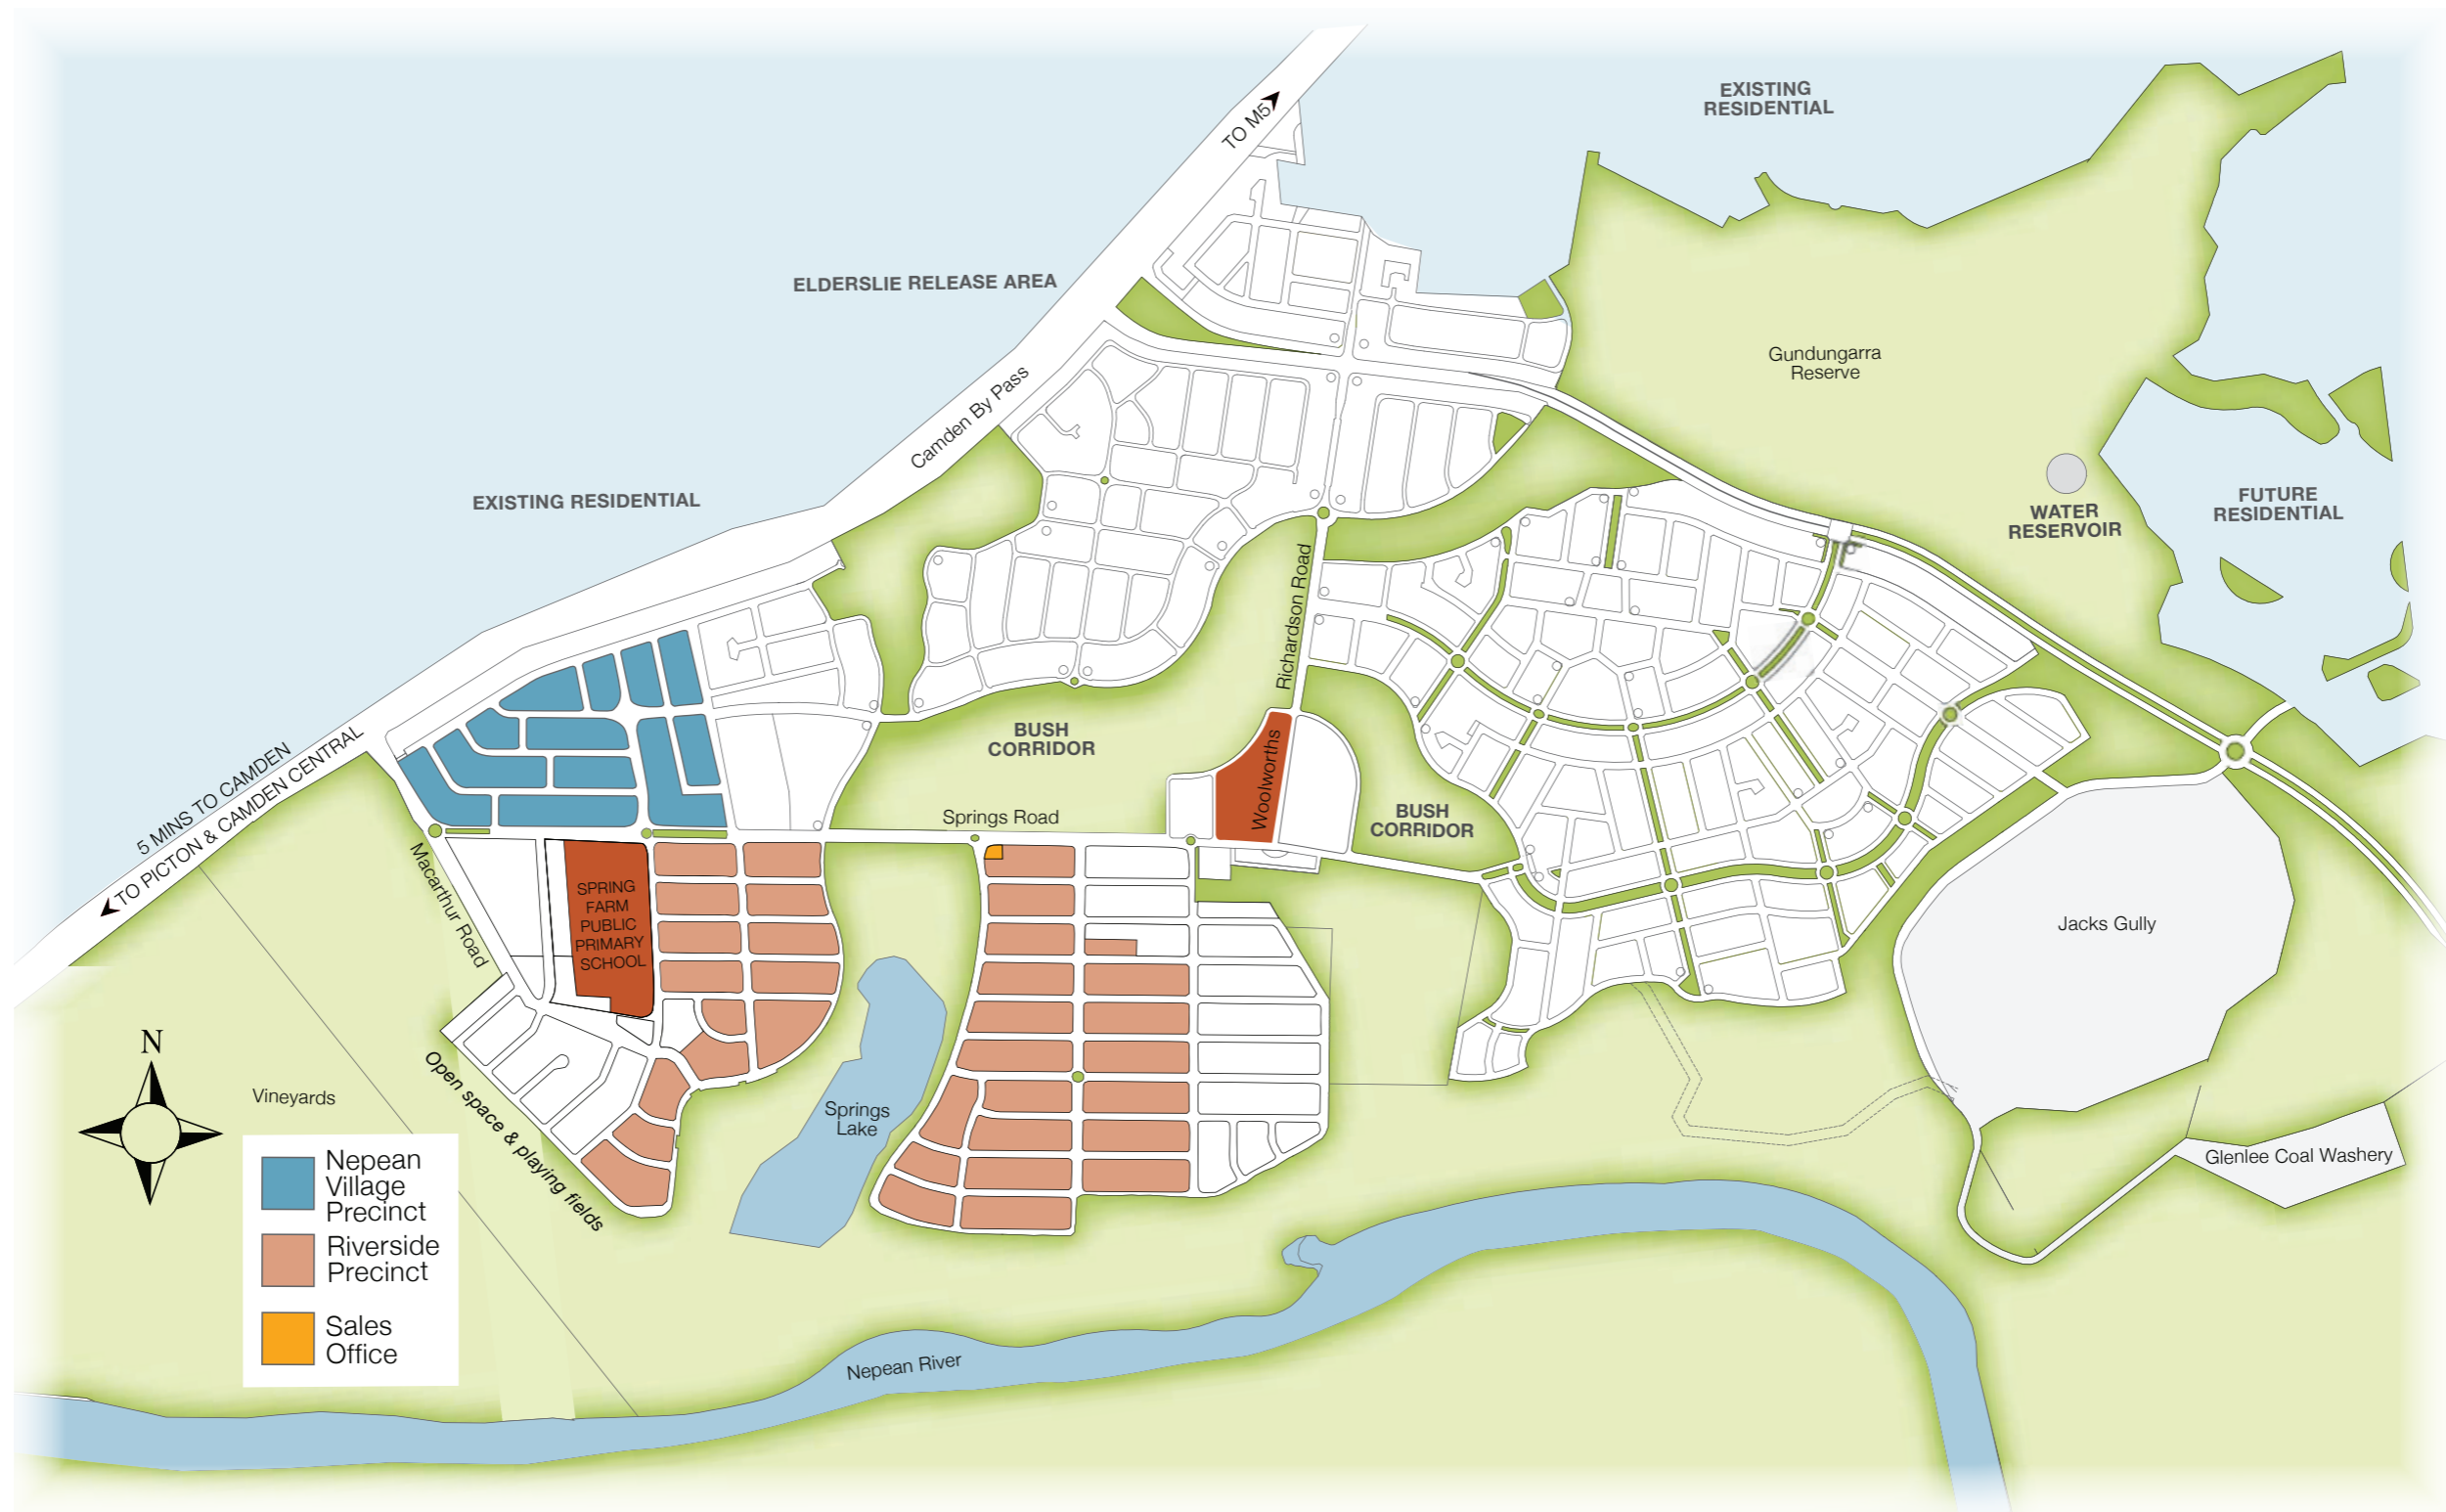 TO M5
EXISTING
RESIDENTIAL
ELDERSLIE RELEASE AREA
Gundungarra
Reserve
Camden By Pass
EXISTING RESIDENTIAL
WATER
RESERVOIR
FUTURE
RESIDENTIAL
Richardson Road
BUSH
CORRIDOR
Woolworths
5 MINS TO CAMDEN
TO PICTON & CAMDEN CENTRAL
Springs Road
BUSH
CORRIDOR
Macarthur Road
SPRING
FARM
PUBLIC
PRIMARY
SCHOOL
Jacks Gully
N
Vineyards
Open space & playing fields
Springs
Lake
Glenlee Coal Washery
Nepean
Village
Precinct
Riverside
Precinct
Sales
Office
Nepean River